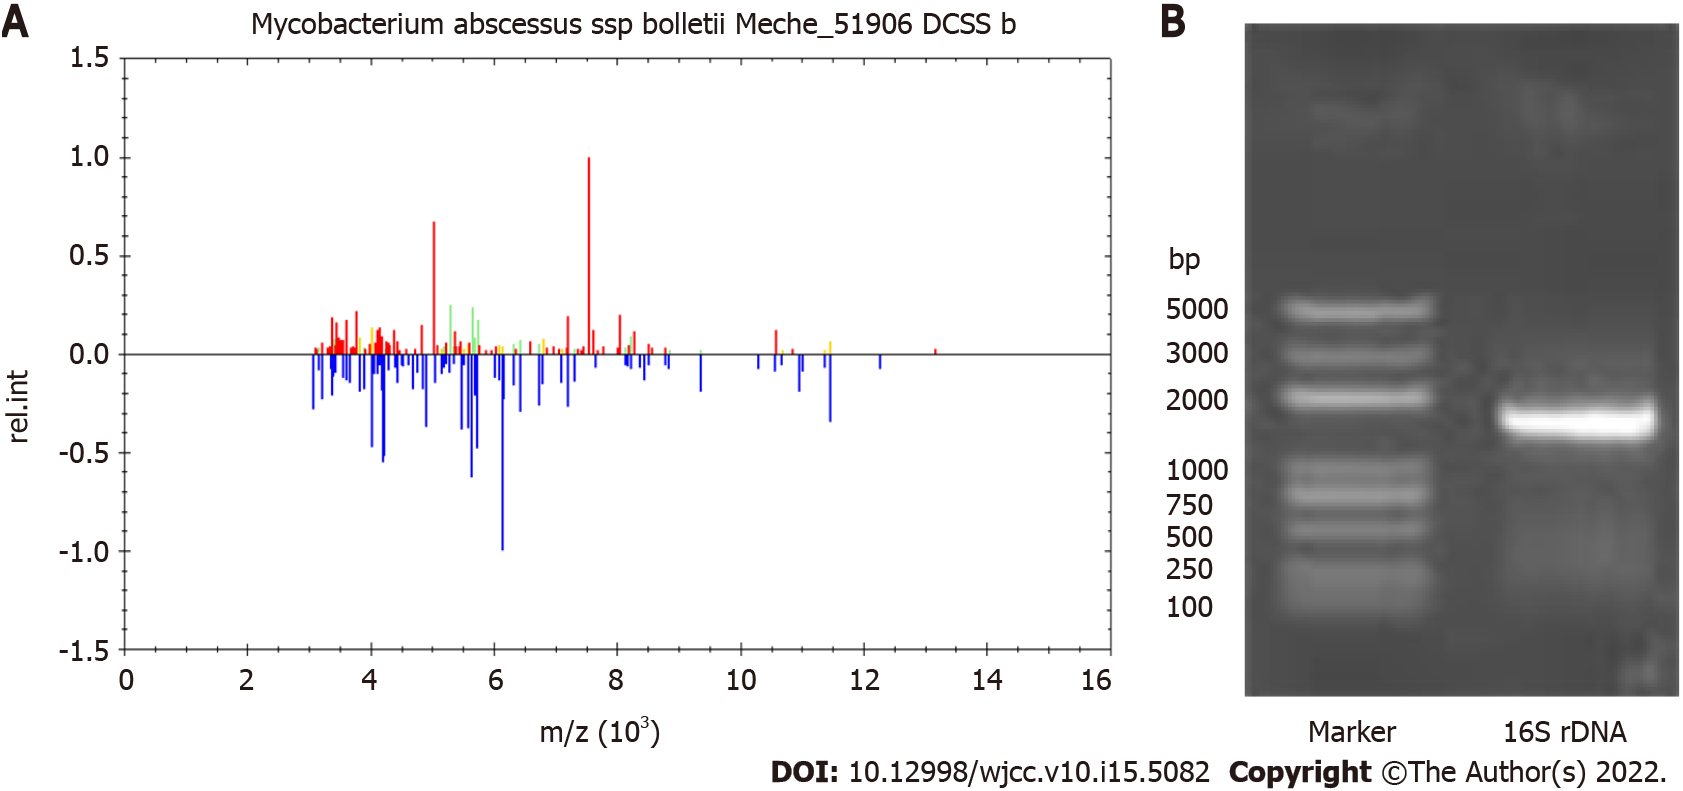 A
Mycobacterium abscessus ssp bolletii Meche_51906 DCSS b
1.5
1.0
0.5
0.0
-0.5
-1.0
-1.5
rel.int
0 2 4 6 8 10 12 14 16
m/z (10³)
B
bp
5000
3000
2000
1000
750
500
250
100
Marker 16S rDNA
DOI: 10.12998/wjcc.v10.i15.5082 Copyright ©The Author(s) 2022.